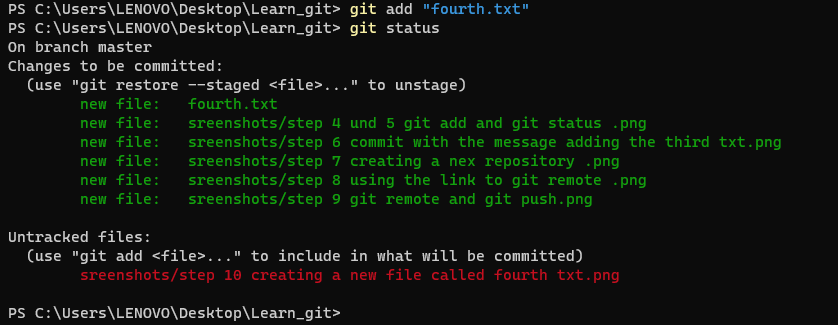 PS C:\Users\LENOVO\Desktop\Learn_git> git add "fourth.txt"
PS C:\Users\LENOVO\Desktop\Learn_git> git status
On branch master
Changes to be committed:
  (use "git restore --staged <file>..." to unstage)
        new file:   fourth.txt
        new file:   sreenshots/step 4 und 5 git add and git status .png
        new file:   sreenshots/step 6 commit with the message adding the third txt.png
        new file:   sreenshots/step 7 creating a nex repository .png
        new file:   sreenshots/step 8 using the link to git remote .png
        new file:   sreenshots/step 9 git remote and git push.png
Untracked files:
  (use "git add <file>..." to include in what will be committed)
        sreenshots/step 10 creating a new file called fourth txt.png
PS C:\Users\LENOVO\Desktop\Learn_git>